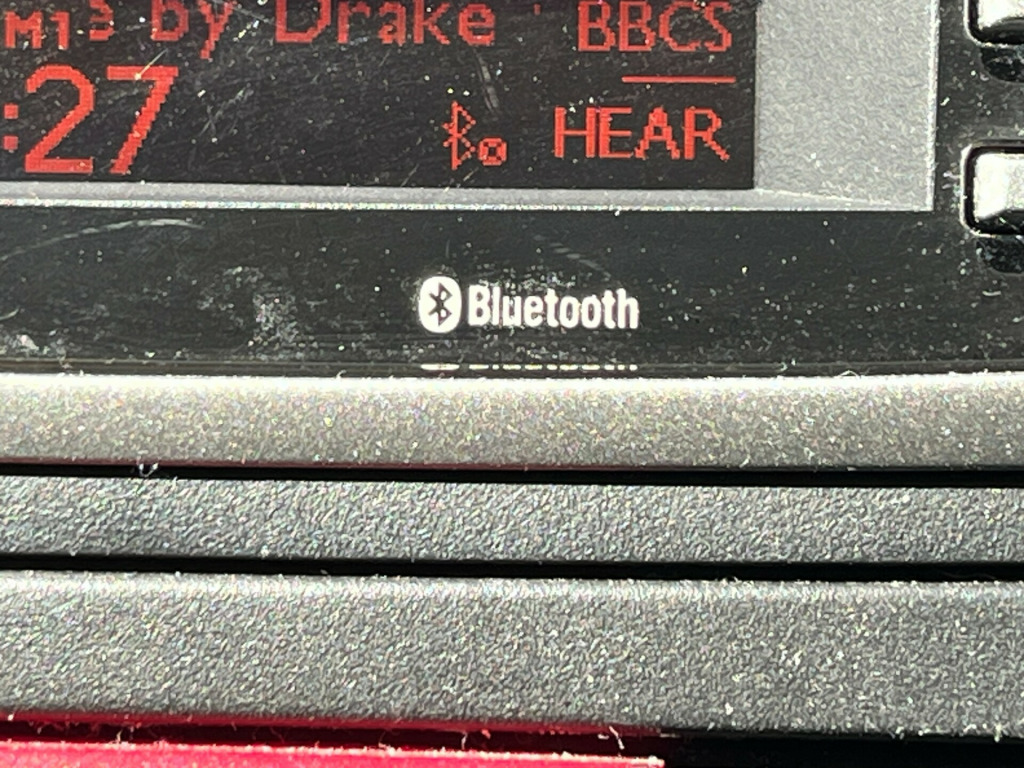 by Drake BBCS
:27 HEAR
Bluetooth